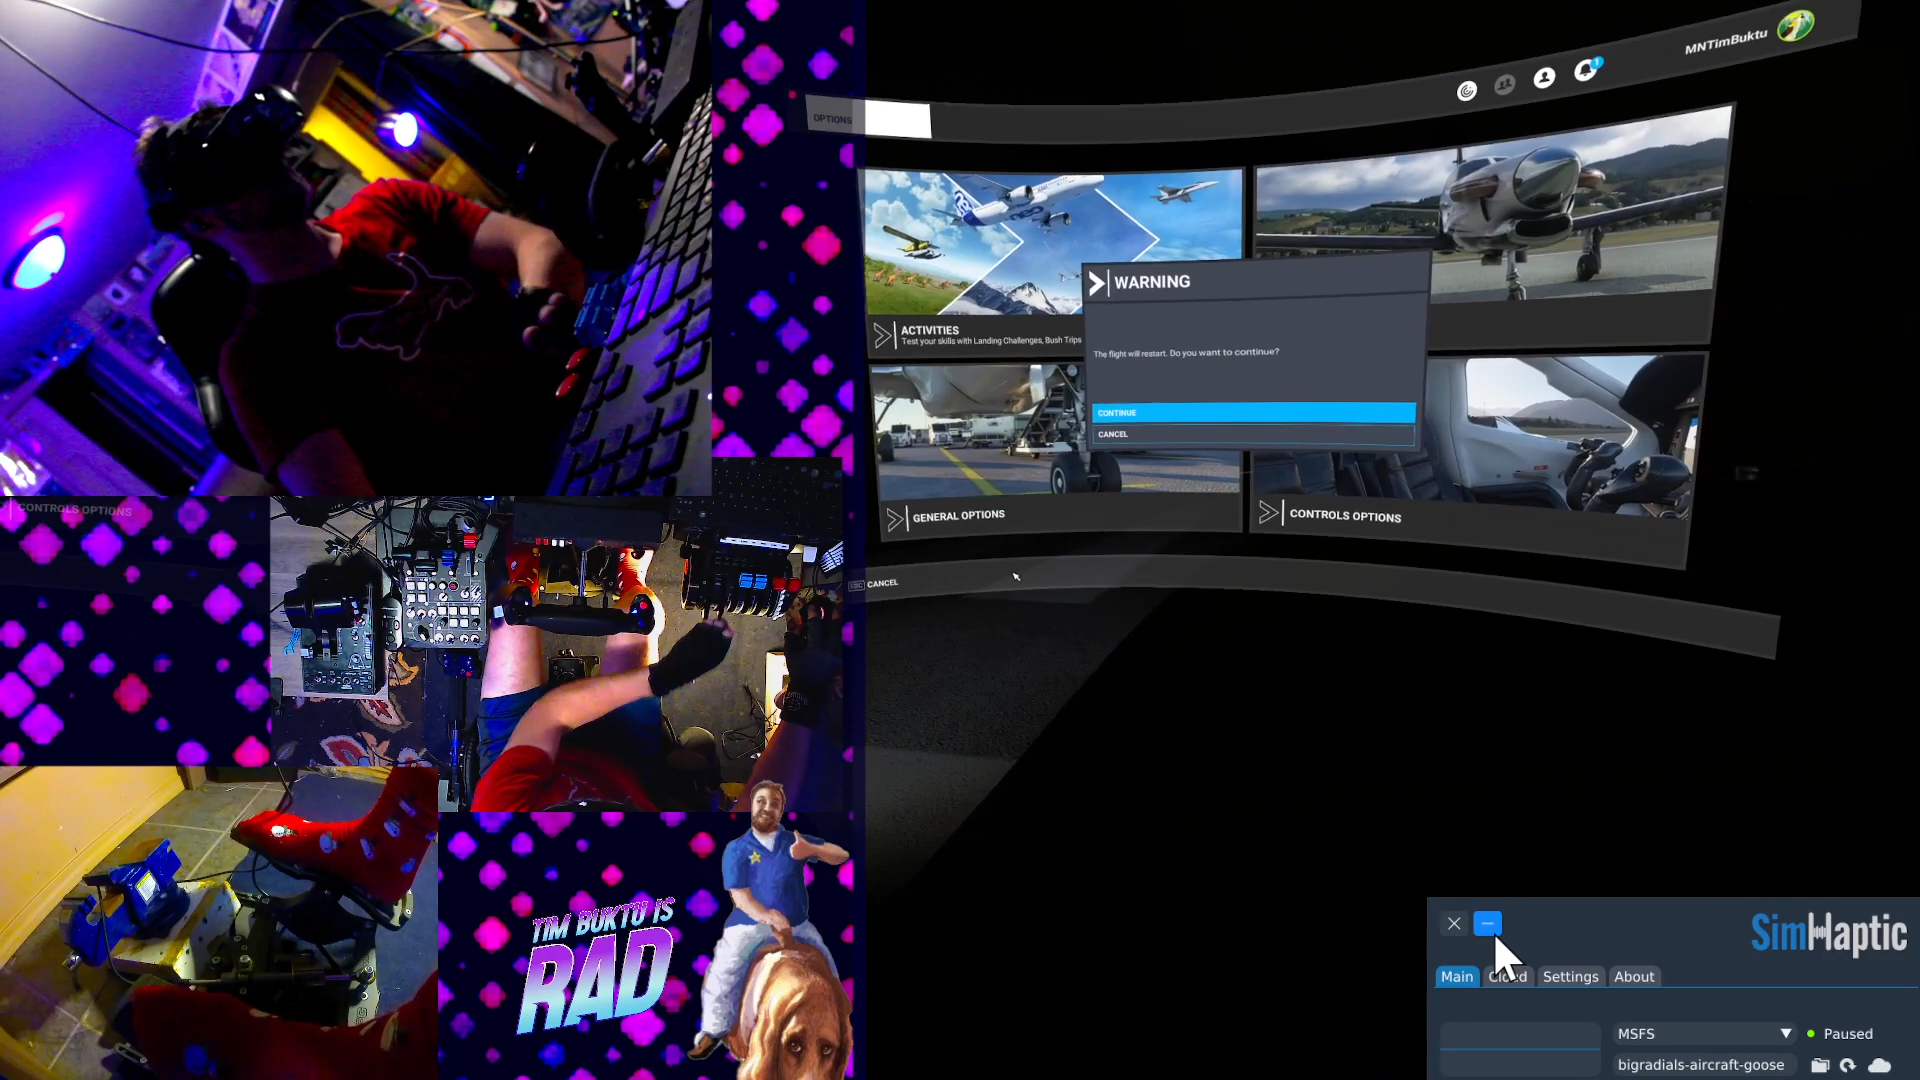 MNTimBuktu
OPTIONS
ACTIVITIES
Test your skills with Landing Challenges, Bush Trips
WARNING
The flight will restart. Do you want to continue?
CONTINUE
CANCEL
GENERAL OPTIONS
CONTROLS OPTIONS
CONTROLS OPTIONS
ESC CANCEL
TIM BUKTU IS
RAD
SimHaptic
Main
Cloud
Settings
About
MSFS
Paused
bigradials-aircraft-goose